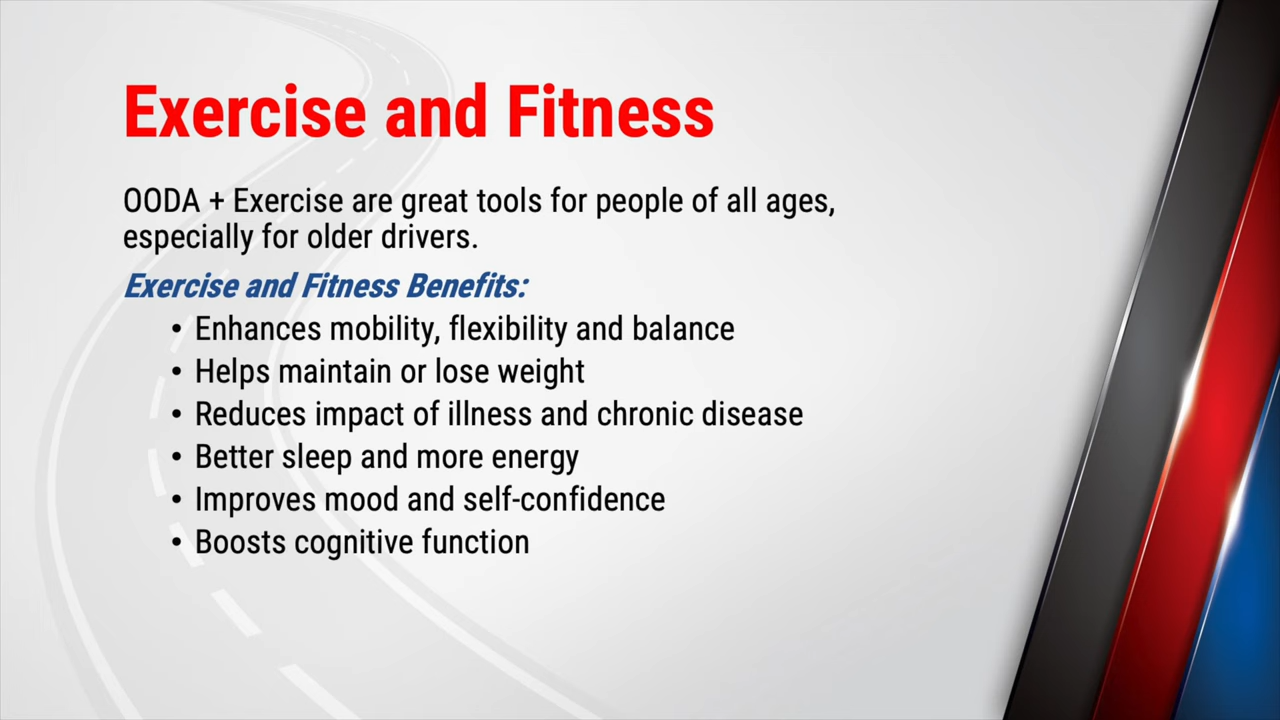 Exercise and Fitness
OODA + Exercise are great tools for people of all ages,
especially for older drivers.
Exercise and Fitness Benefits:
• Enhances mobility, flexibility and balance
• Helps maintain or lose weight
• Reduces impact of illness and chronic disease
• Better sleep and more energy
• Improves mood and self-confidence
• Boosts cognitive function